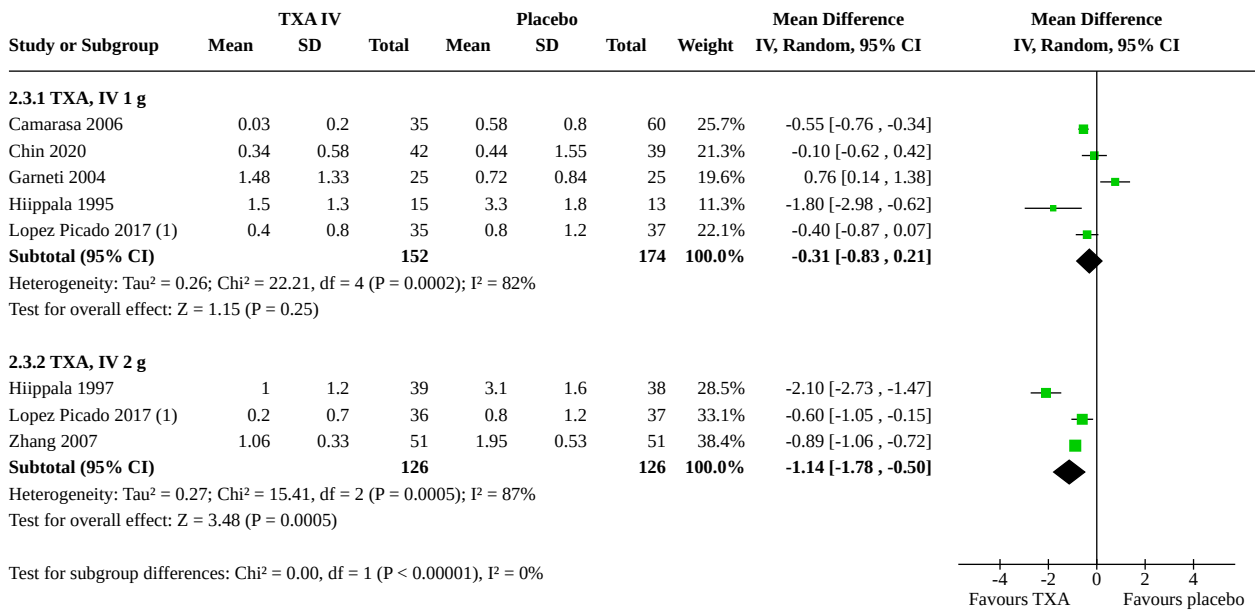 TXA IV Placebo Mean Difference Mean Difference
Study or Subgroup Mean SD Total Mean SD Total Weight IV, Random, 95% CI IV, Random, 95% CI
2.3.1 TXA, IV 1 g
Camarasa 2006 0.03 0.2 35 0.58 0.8 60 25.7% -0.55 [-0.76 , -0.34]
Chin 2020 0.34 0.58 42 0.44 1.55 39 21.3% -0.10 [-0.62 , 0.42]
Garneti 2004 1.48 1.33 25 0.72 0.84 25 19.6% 0.76 [0.14 , 1.38]
Hiippala 1995 1.5 1.3 15 3.3 1.8 13 11.3% -1.80 [-2.98 , -0.62]
Lopez Picado 2017 (1) 0.4 0.8 35 0.8 1.2 37 22.1% -0.40 [-0.87 , 0.07]
Subtotal (95% CI) 152 174 100.0% -0.31 [-0.83 , 0.21]
Heterogeneity: Tau² = 0.26; Chi² = 22.21, df = 4 (P = 0.0002); I² = 82%
Test for overall effect: Z = 1.15 (P = 0.25)
2.3.2 TXA, IV 2 g
Hiippala 1997 1 1.2 39 3.1 1.6 38 28.5% -2.10 [-2.73 , -1.47]
Lopez Picado 2017 (1) 0.2 0.7 36 0.8 1.2 37 33.1% -0.60 [-1.05 , -0.15]
Zhang 2007 1.06 0.33 51 1.95 0.53 51 38.4% -0.89 [-1.06 , -0.72]
Subtotal (95% CI) 126 126 100.0% -1.14 [-1.78 , -0.50]
Heterogeneity: Tau² = 0.27; Chi² = 15.41, df = 2 (P = 0.0005); I² = 87%
Test for overall effect: Z = 3.48 (P = 0.0005)
Test for subgroup differences: Chi² = 0.00, df = 1 (P < 0.00001), I² = 0%
-4 -2 0 2 4
Favours TXA Favours placebo